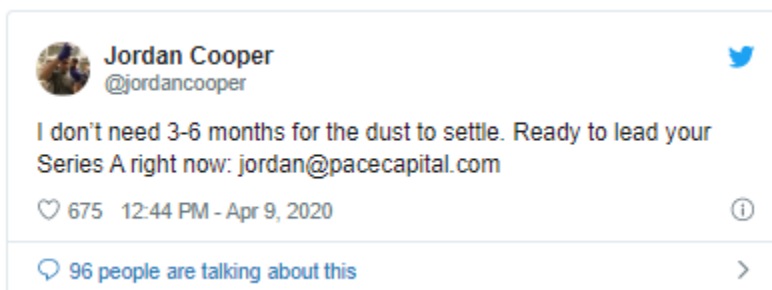 Jordan Cooper
@jordancooper
I don't need 3-6 months for the dust to settle. Ready to lead your
Series A right now: jordan@pacecapital.com
675 12:44 PM - Apr 9, 2020
96 people are talking about this